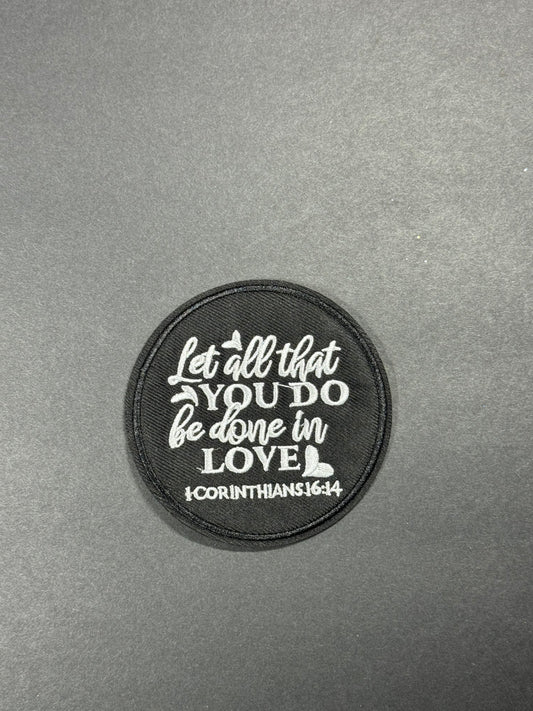 Let all that
YOU DO
be done in
LOVE
1 CORINTHIANS 16:14